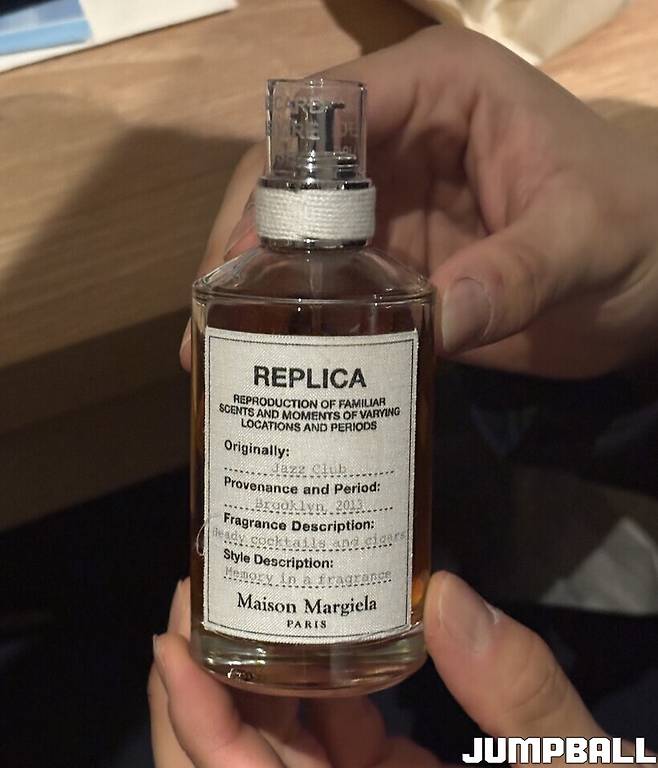 REPLICA
REPRODUCTION OF FAMILIAR
SCENTS AND MOMENTS OF VARYING
LOCATIONS AND PERIODS
Originally:
Jazz Club
Provenance and Period:
Brooklyn, 2013
Fragrance Description:
Heady cocktails and cigars
Style Description:
Memory in a fragrance
Maison Margiela
PARIS
JUMPBALL